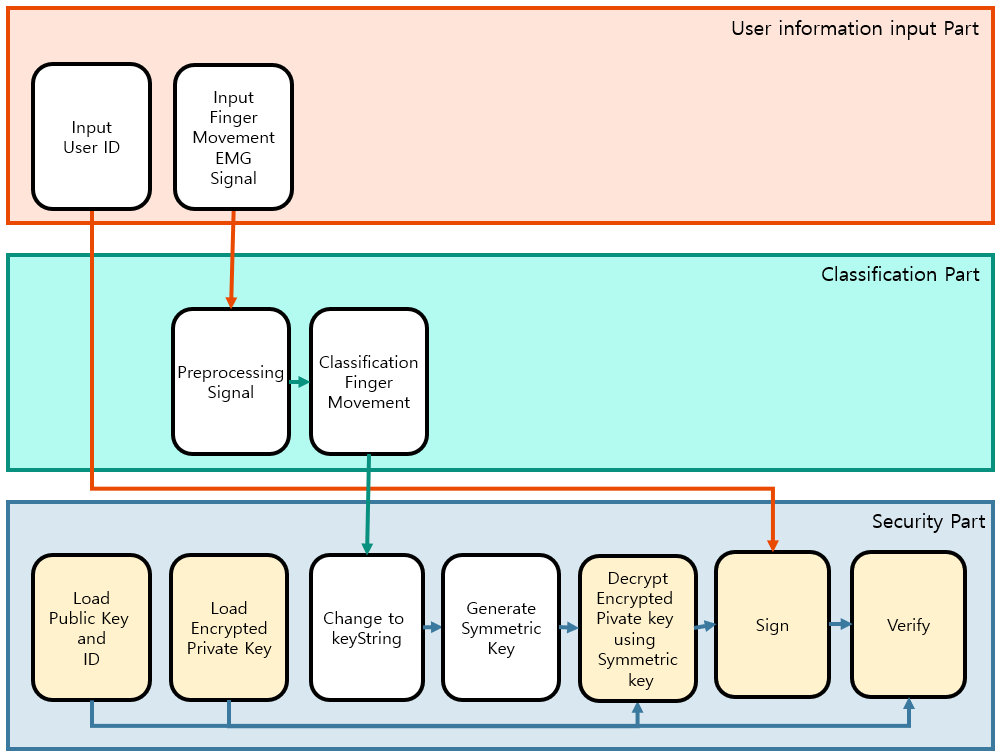 User information input Part
Input
User ID
Input
Finger
Movement
EMG
Signal
Classification Part
Preprocessing
Signal
Classification
Finger
Movement
Security Part
Load
Public Key
and
ID
Load
Encrypted
Private Key
Change to
keyString
Generate
Symmetric
Key
Decrypt
Encrypted
Pivate key
using
Symmetric
key
Sign
Verify